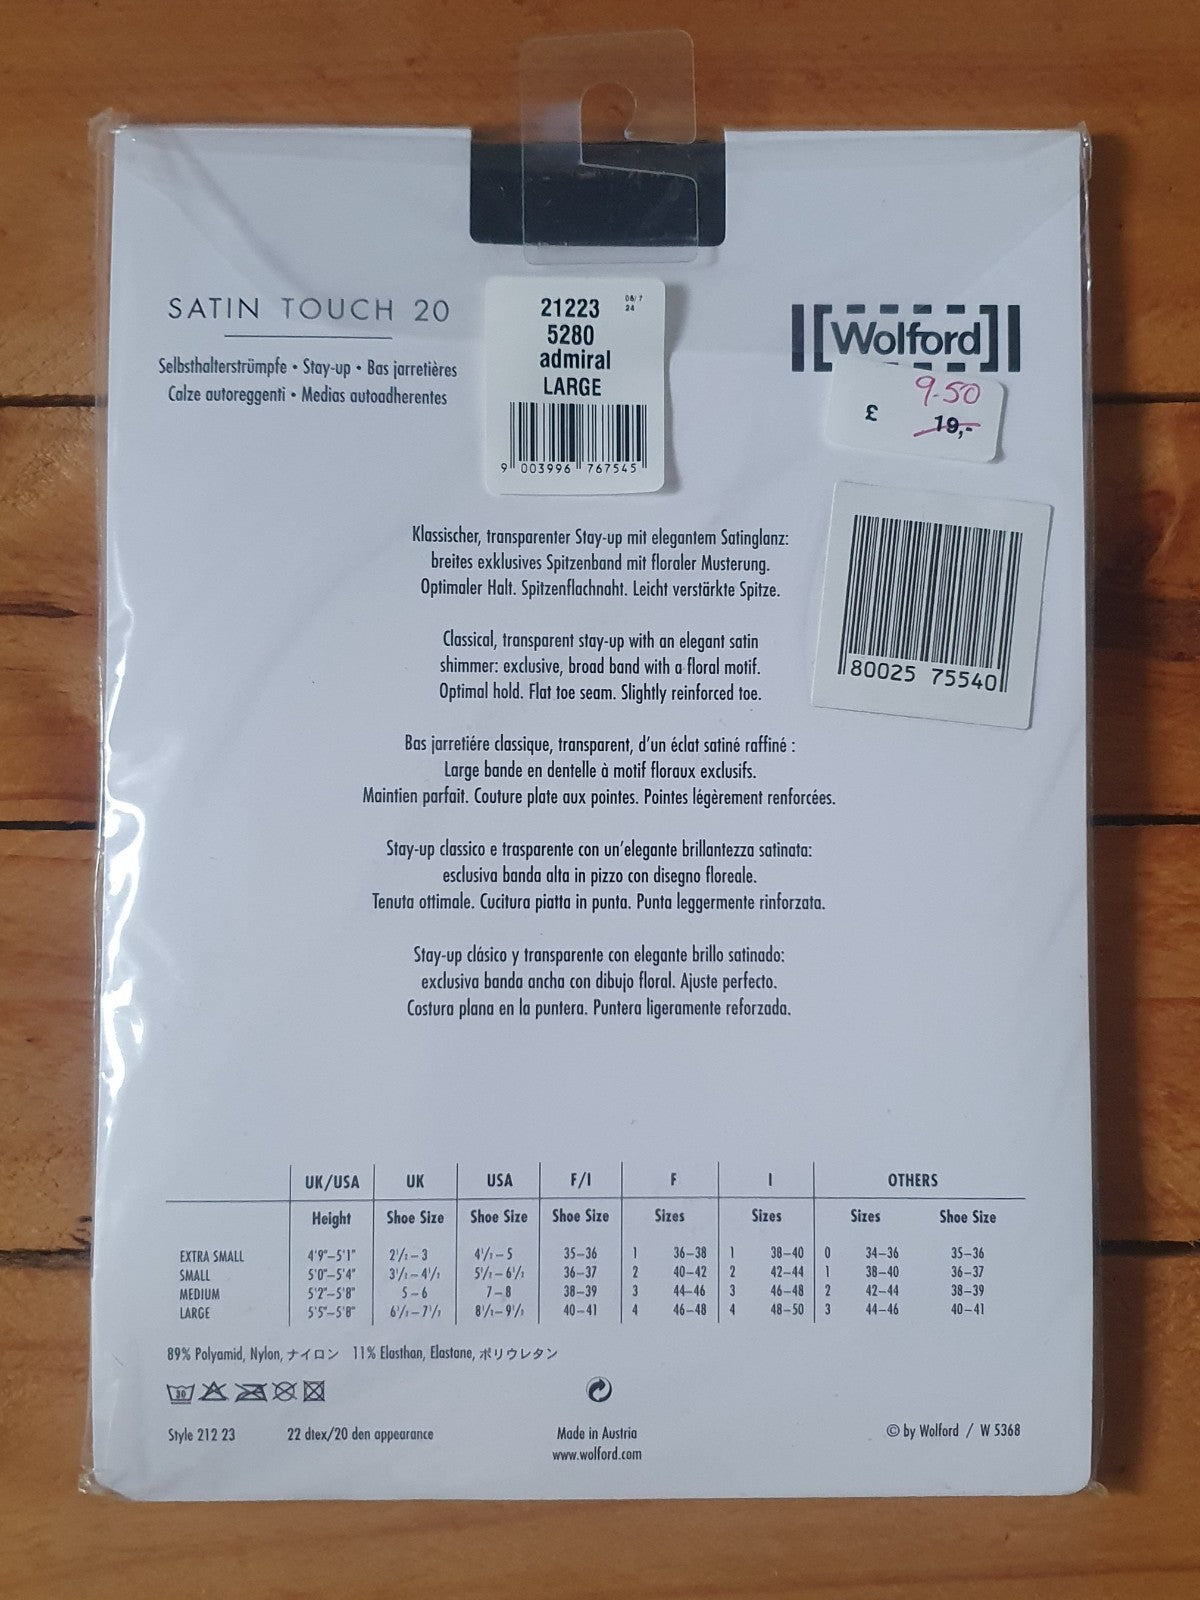 SATIN TOUCH 20
Selbsthalterstrümpfe • Stay-up • Bas jarretières
Calze autoreggenti • Medias autoadherentes
21223
06/7
24
5280
admiral
LARGE
9 003996 767545
Wolford
9.50
£ 19,-
80025 75540
Klassischer, transparenter Stay-up mit elegantem Satinglanz:
breites exklusives Spitzenband mit floraler Musterung.
Optimaler Halt. Spitzenflachnaht. Leicht verstärkte Spitze.
Classical, transparent stay-up with an elegant satin
shimmer: exclusive, broad band with a floral motif.
Optimal hold. Flat toe seam. Slightly reinforced toe.
Bas jarretiére classique, transparent, d'un éclat satiné raffiné :
Large bande en dentelle à motif floraux exclusifs.
Maintien parfait. Couture plate aux pointes. Pointes légèrement renforcées.
Stay-up classico e trasparente con un'elegante brillantezza satinata:
esclusiva banda alta in pizzo con disegno floreale.
Tenuta ottimale. Cucitura piatta in punta. Punta leggermente rinforzata.
Stay-up clásico y transparente con elegante brillo satinado:
exclusiva banda ancha con dibujo floral. Ajuste perfecto.
Costura plana en la puntera. Puntera ligeramente reforzada.
UK/USA UK USA F/I F I OTHERS
Height Shoe Size Shoe Size Shoe Size Sizes Sizes Sizes Shoe Size
EXTRA SMALL 4'9"–5'1" 2½–3 4½–5 35–36 1 36–38 1 38–40 0 34–36 35–36
SMALL 5'0"–5'4" 3½–4½ 5½–6½ 36–37 2 40–42 2 42–44 1 38–40 36–37
MEDIUM 5'2"–5'8" 5–6 7–8 38–39 3 44–46 3 46–48 2 42–44 38–39
LARGE 5'5"–5'8" 6½–7½ 8½–9½ 40–41 4 46–48 4 48–50 3 44–46 40–41
89% Polyamid, Nylon, ナイロン 11% Elasthan, Elastane, ポリウレタン
30
Style 212 23 22 dtex/20 den appearance Made in Austria © by Wolford / W 5368
www.wolford.com